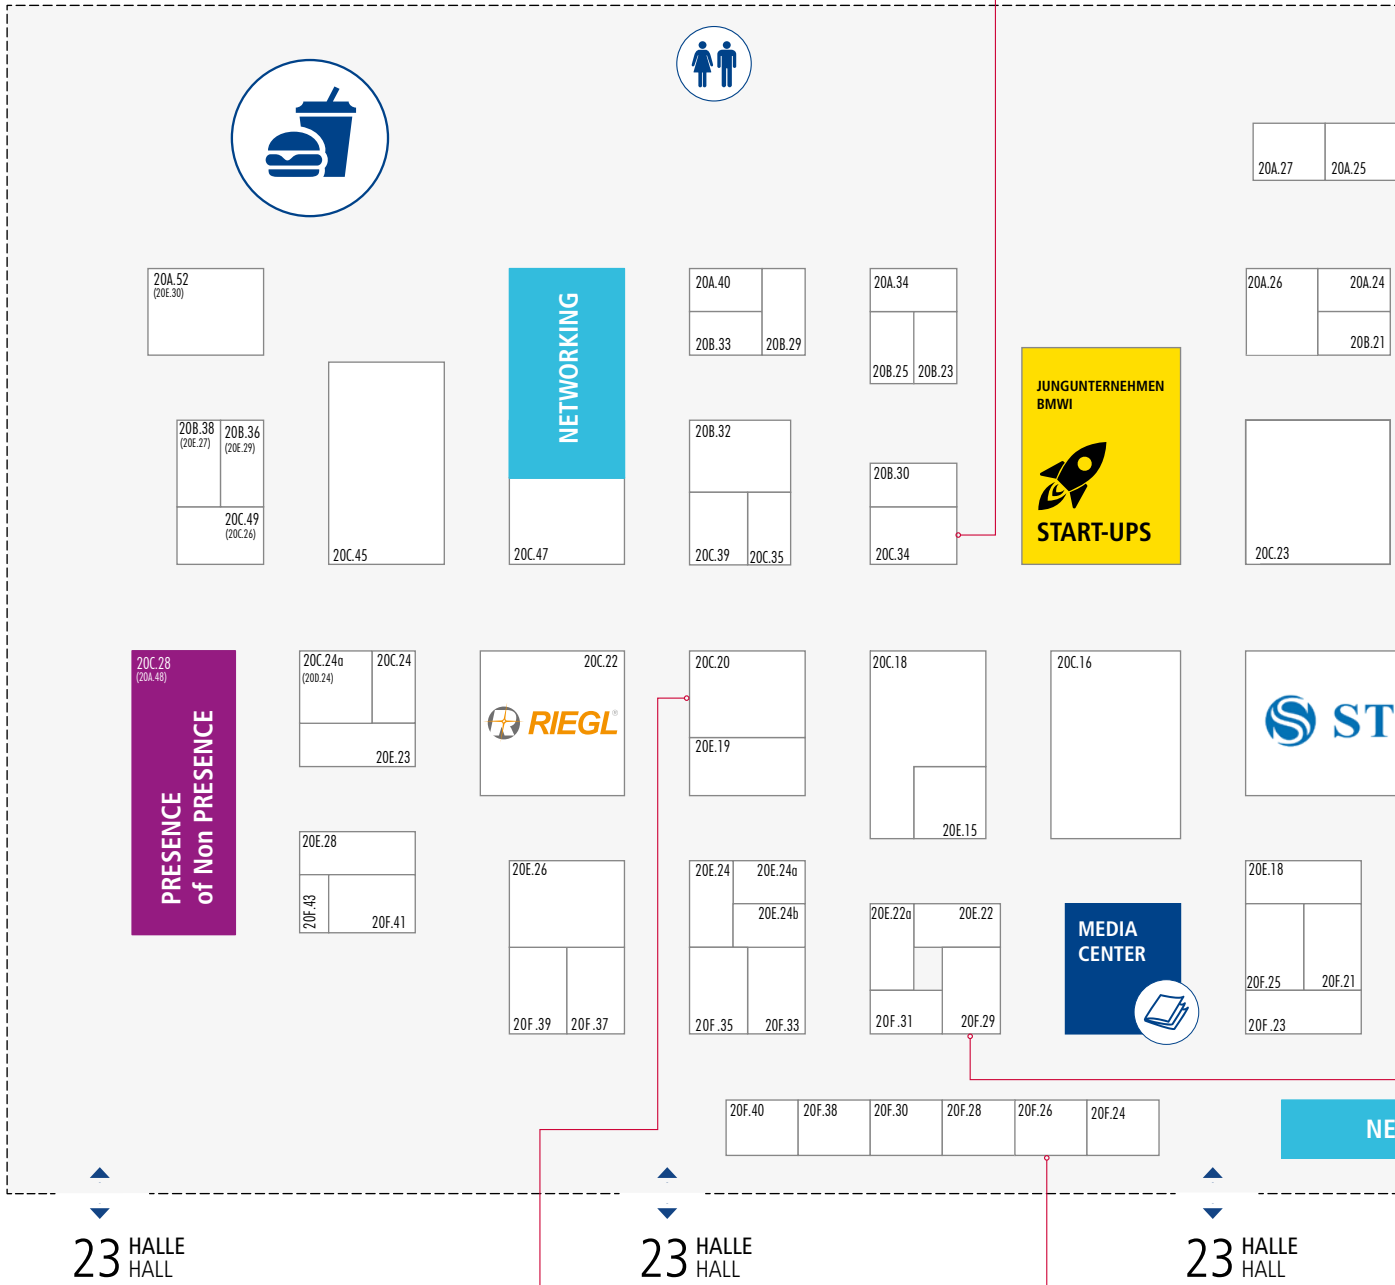 20A.27
20A.25
20A.52
(20E.30)
NETWORKING
20A.40
20B.33
20B.29
20A.34
20B.25
20B.23
20A.26
20A.24
20B.21
JUNGUNTERNEHMEN
BMWI
START-UPS
20B.38
(20E.27)
20B.36
(20E.29)
20C.49
(20C.26)
20C.45
20C.47
20B.32
20C.39
20C.35
20B.30
20C.34
20C.23
20C.28
(20A.48)
PRESENCE
of Non PRESENCE
20C.24a
(20D.24)
20C.24
20E.23
20C.22
RIEGL®
20C.20
20E.19
20C.18
20E.15
20C.16
ST
20E.28
20F.43
20F.41
20E.26
20F.39
20F.37
20E.24
20E.24a
20E.24b
20F.35
20F.33
20E.22a
20E.22
20F.31
20F.29
MEDIA
CENTER
20E.18
20F.25
20F.21
20F.23
20F.40
20F.38
20F.30
20F.28
20F.26
20F.24
NE
23 HALLE
HALL
23 HALLE
HALL
23 HALLE
HALL